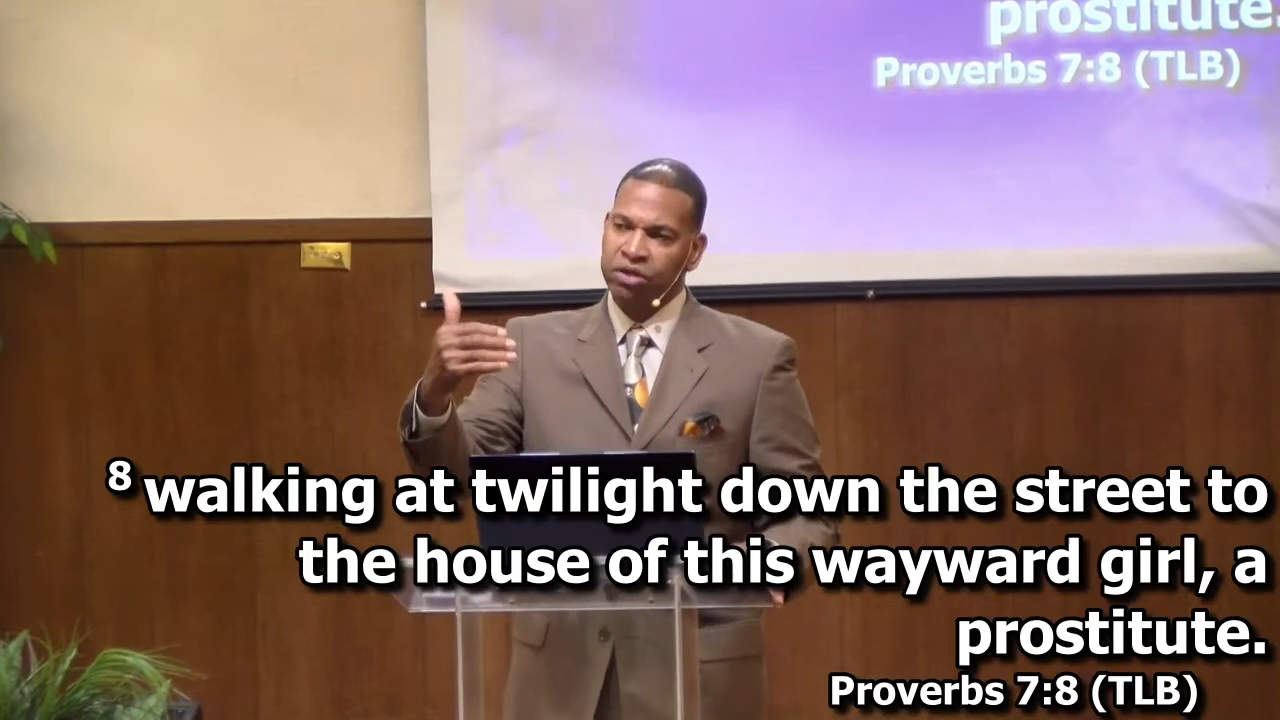 prostitute.
Proverbs 7:8 (TLB)
8 walking at twilight down the street to
the house of this wayward girl, a
prostitute.
Proverbs 7:8 (TLB)